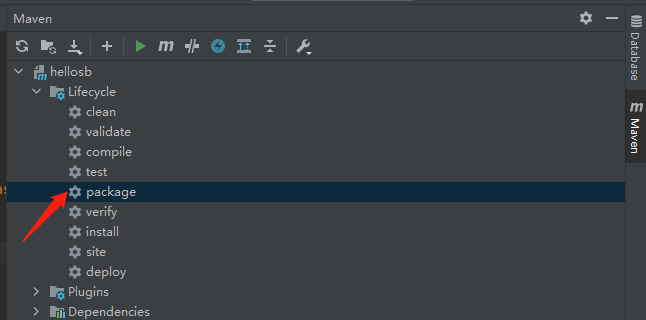 Maven
m
hellosb
Lifecycle
clean
validate
compile
test
package
verify
install
site
deploy
Plugins
Dependencies
Database
m
Maven